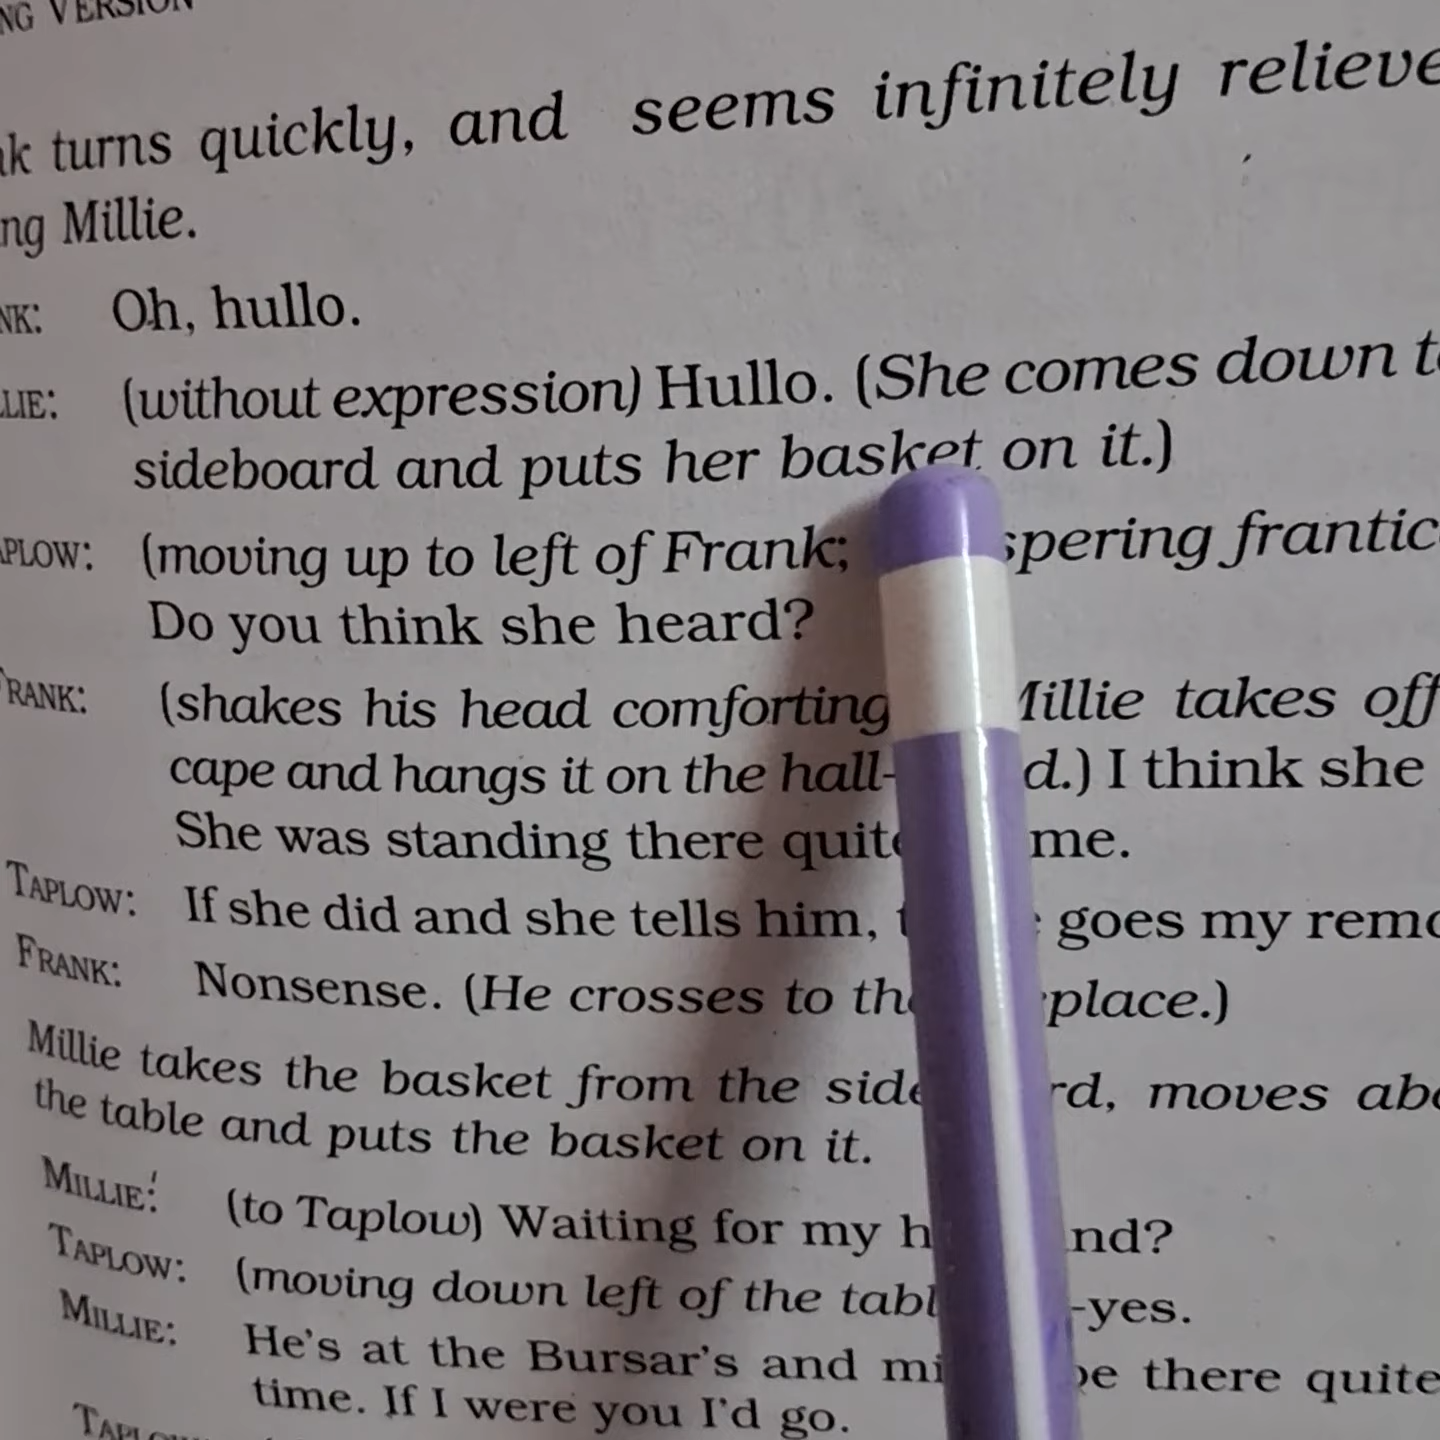 NG VERSION
turns quickly, and seems infinitely relieve
ng Millie.
NK: Oh, hullo.
LIE: (without expression) Hullo. (She comes down t
sideboard and puts her basket on it.)
APLOW: (moving up to left of Frank; spering frantic
Do you think she heard?
FRANK: (shakes his head comforting Millie takes off
cape and hangs it on the hall- d.) I think she
She was standing there quite me.
TAPLOW: If she did and she tells him, goes my remo
FRANK: Nonsense. (He crosses to the place.)
Millie takes the basket from the side rd, moves abo
the table and puts the basket on it.
MILLIE: (to Taplow) Waiting for my h nd?
TAPLOW: (moving down left of the tabl -yes.
MILLIE: He's at the Bursar's and mi be there quite
time. If I were you I'd go.